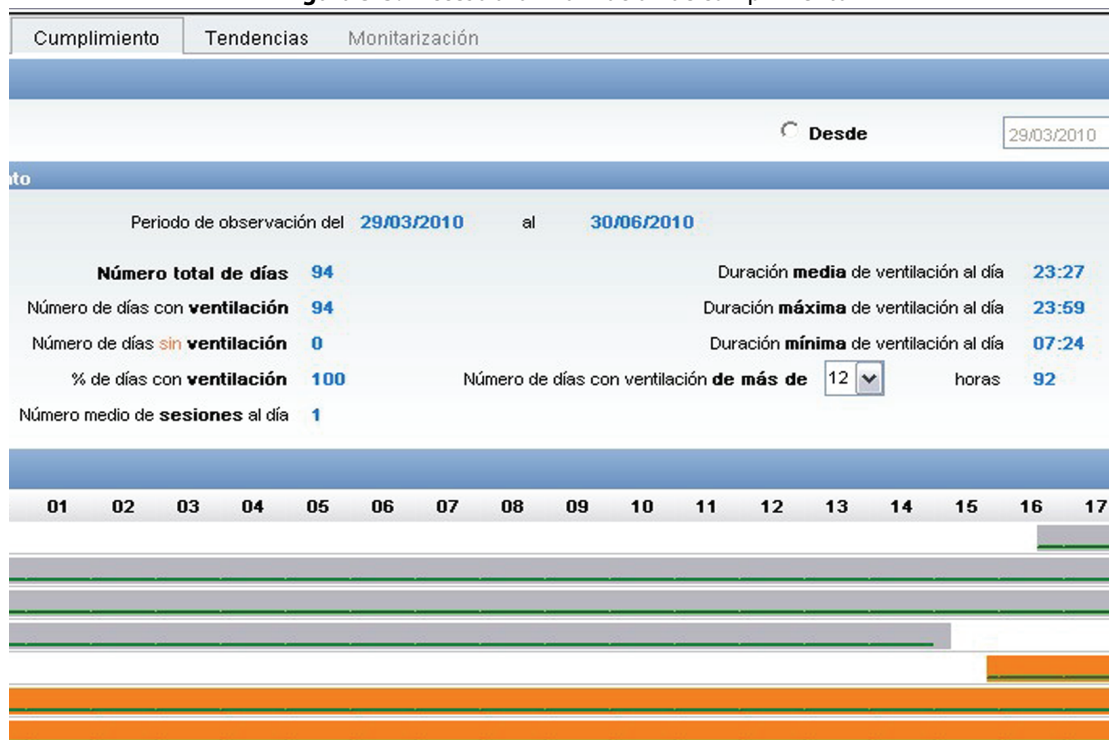 Cumplimiento Tendencias Monitarización
Desde 29/03/2010
nto
Periodo de observación del 29/03/2010 al 30/06/2010
Número total de días 94 Duración media de ventilación al día 23:27
Número de días con ventilación 94 Duración máxima de ventilación al día 23:59
Número de días sin ventilación 0 Duración mínima de ventilación al día 07:24
% de días con ventilación 100 Número de días con ventilación de más de 12 horas 92
Número medio de sesiones al día 1
01 02 03 04 05 06 07 08 09 10 11 12 13 14 15 16 17